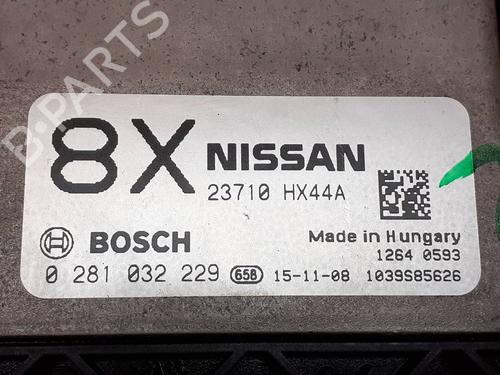 B-PARTS
8X NISSAN
23710 HX44A
BOSCH
Made in Hungary
1264 0593
0 281 032 229 65B 15-11-08 1039S85626